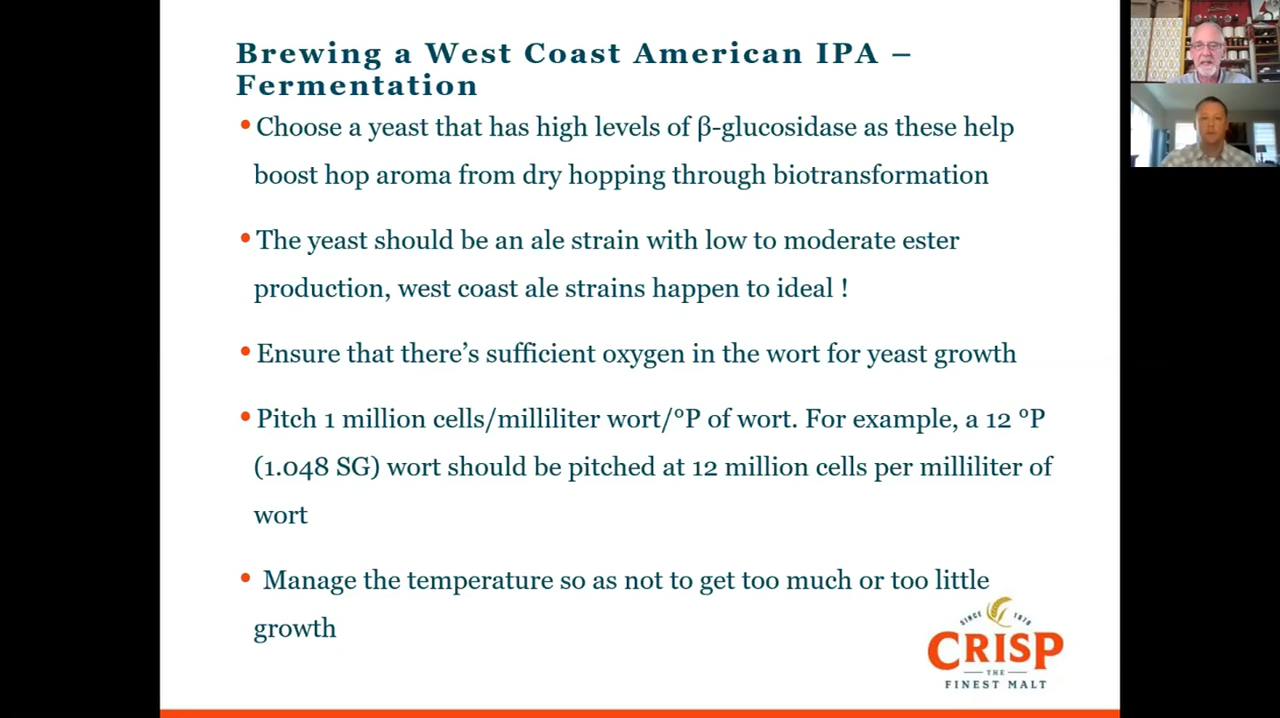 Brewing a West Coast American IPA –
Fermentation
•Choose a yeast that has high levels of β-glucosidase as these help
boost hop aroma from dry hopping through biotransformation
•The yeast should be an ale strain with low to moderate ester
production, west coast ale strains happen to ideal !
•Ensure that there’s sufficient oxygen in the wort for yeast growth
•Pitch 1 million cells/milliliter wort/°P of wort. For example, a 12 °P
(1.048 SG) wort should be pitched at 12 million cells per milliliter of
wort
• Manage the temperature so as not to get too much or too little
growth
SINCE 1870
CRISP
THE
FINEST MALT